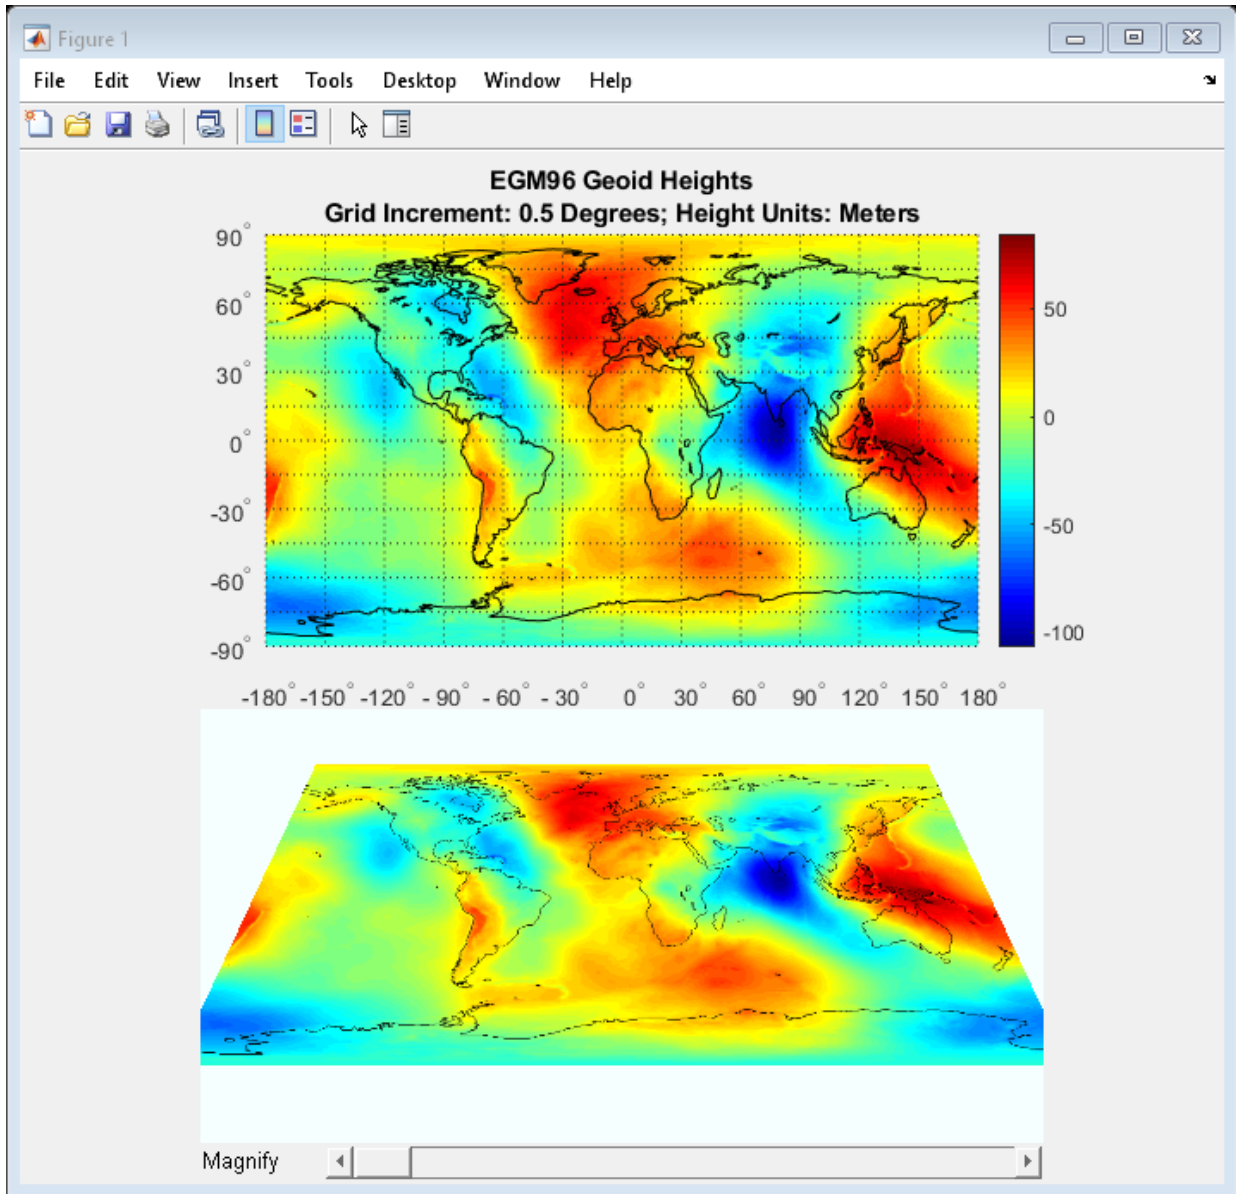 Figure 1
File Edit View Insert Tools Desktop Window Help
EGM96 Geoid Heights
Grid Increment: 0.5 Degrees; Height Units: Meters
90°
60°
30°
0°
-30°
-60°
-90°
50
0
-50
-100
-180° -150° -120° - 90° - 60° - 30° 0° 30° 60° 90° 120° 150° 180°
Magnify